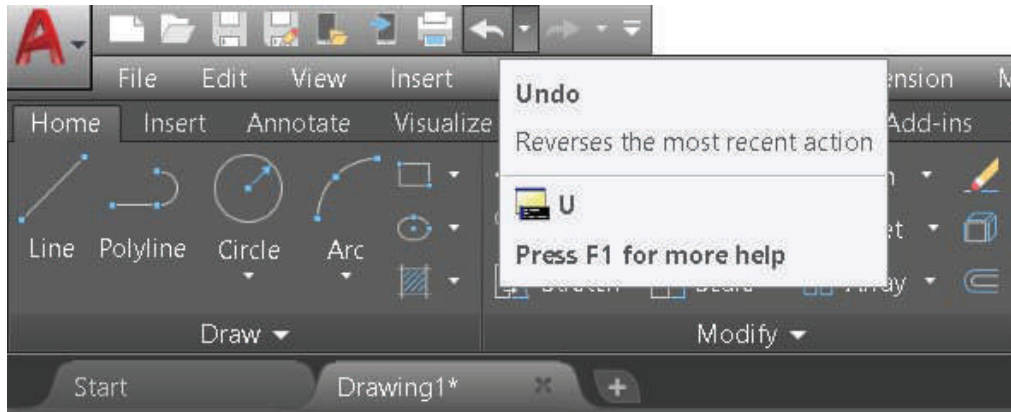 File Edit View Insert
Undo
Reverses the most recent action
U
Press F1 for more help
Home Insert Annotate Visualize Add-ins
Line Polyline Circle Arc
Draw
Modify
Start Drawing1*